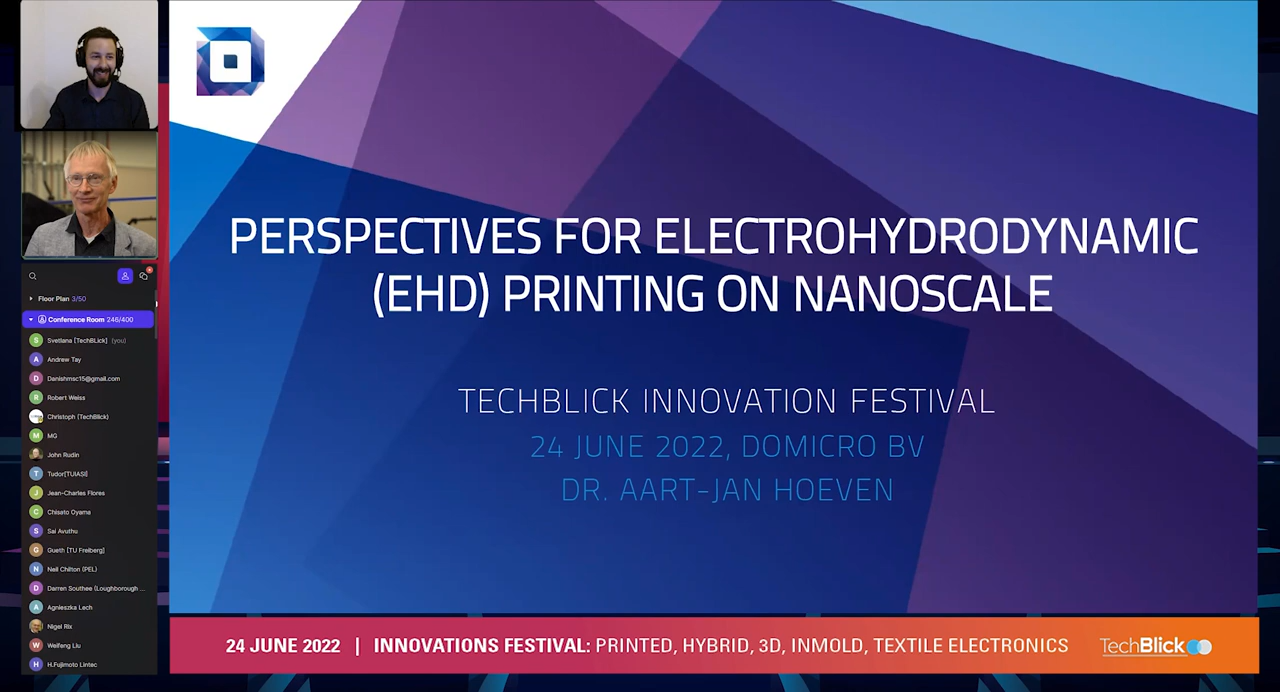 PERSPECTIVES FOR ELECTROHYDRODYNAMIC
(EHD) PRINTING ON NANOSCALE
TECHBLICK INNOVATION FESTIVAL
24 JUNE 2022, DOMICRO BV
DR. AART-JAN HOEVEN
Floor Plan 3/50
Conference Room 248/400
S Svetlana [TechBLick] (you)
A Andrew Tay
D Danishmsc15@gmail.com
R Robert Weiss
Christoph (TechBlick)
M MG
John Rudin
T Tudor[TUIASI]
J Jean-Charles Flores
C Chisato Oyama
S Sai Avuthu
G Gueth [TU Freiberg]
N Neil Chilton (PEL)
D Darren Southee (Loughborough ...
A Agnieszka Lech
Nigel Rix
W Weifeng Liu
H H.Fujimoto Lintec
24 JUNE 2022 | INNOVATIONS FESTIVAL: PRINTED, HYBRID, 3D, INMOLD, TEXTILE ELECTRONICS
TechBlick